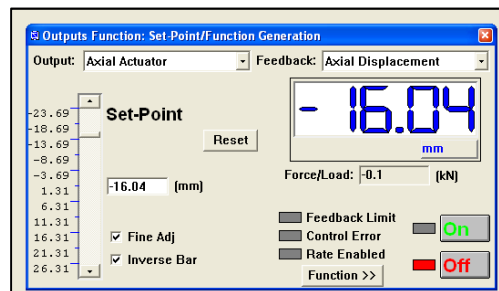 Outputs Function: Set-Point/Function Generation
Output: Axial Actuator Feedback: Axial Displacement
-23.69
-18.69
-13.69
-8.69
-3.69
1.31
6.31
11.31
16.31
21.31
26.31
Set-Point
Reset
-16.04 (mm)
Fine Adj
Inverse Bar
-16.04
mm
Force/Load: -0.1 (kN)
Feedback Limit
Control Error
Rate Enabled
Function >>
On
Off